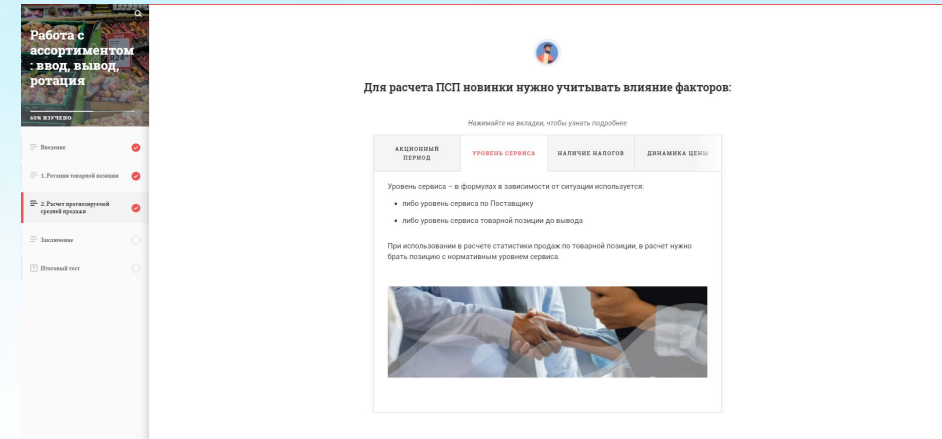 Работа с
ассортиментом
: ввод, вывод,
ротация
60% ИЗУЧЕНО
Введение
1. Ротация товарной позиции
2. Расчет прогнозируемой
средней продажи
Заключение
Итоговый тест
Для расчета ПСП новинки нужно учитывать влияние факторов:
Нажимайте на вкладки, чтобы узнать подробнее
АКЦИОННЫЙ
ПЕРИОД
УРОВЕНЬ СЕРВИСА
НАЛИЧИЕ НАЛОГОВ
ДИНАМИКА ЦЕНЫ
Уровень сервиса – в формулах в зависимости от ситуации используется:
• либо уровень сервиса по Поставщику
• либо уровень сервиса товарной позиции до вывода
При использовании в расчете статистики продаж по товарной позиции, в расчет нужно
брать позицию с нормативным уровнем сервиса.